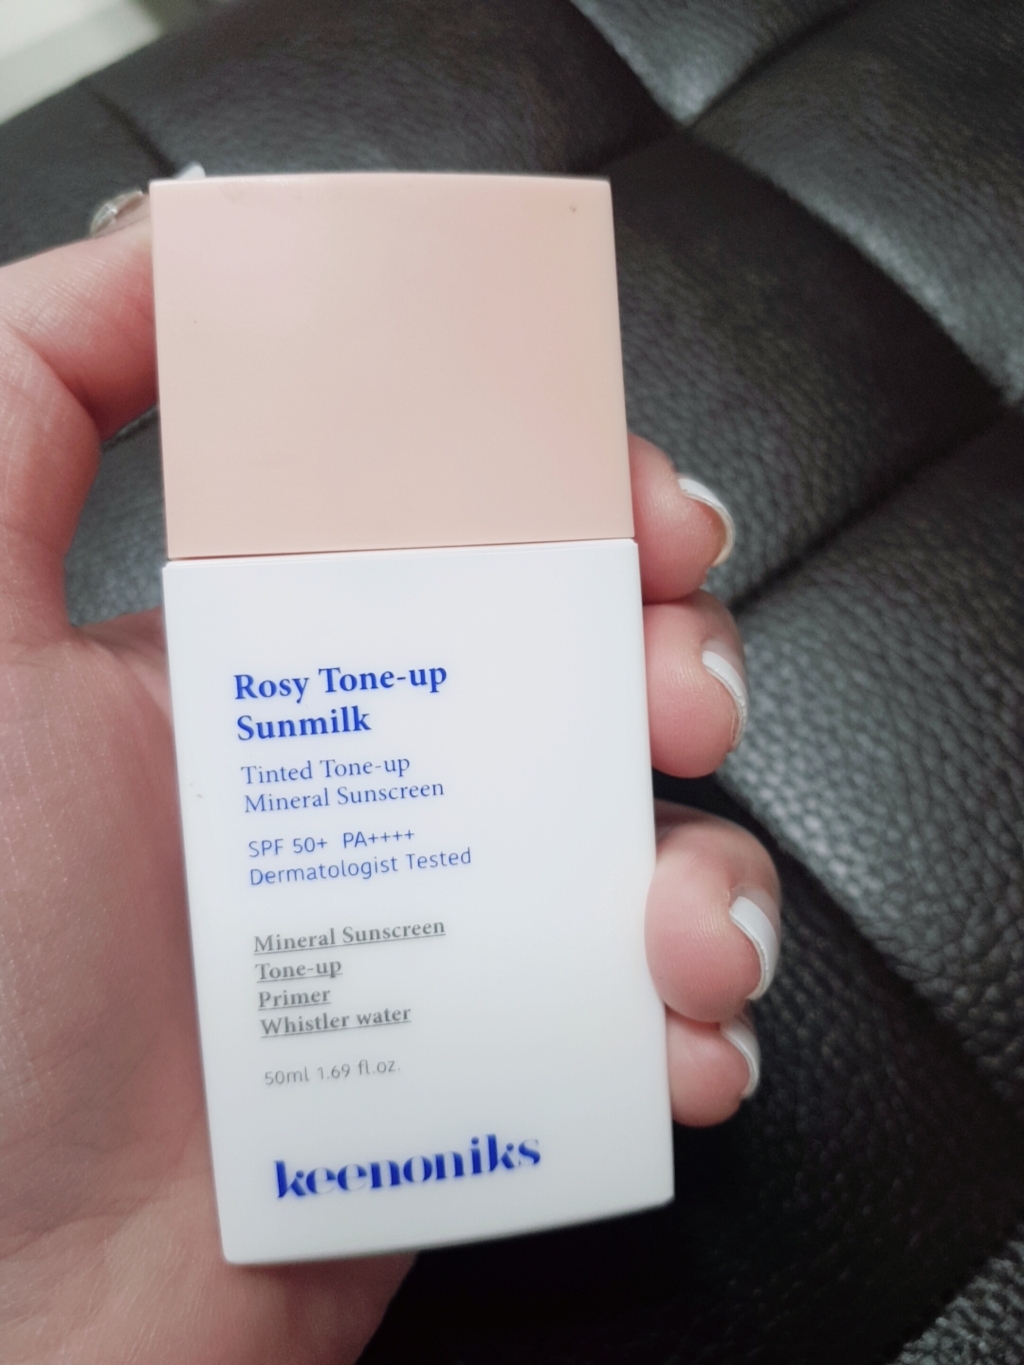 Rosy Tone-up
Sunmilk
Tinted Tone-up
Mineral Sunscreen
SPF 50+ PA++++
Dermatologist Tested
Mineral Sunscreen
Tone-up
Primer
Whistler water
50ml 1.69 fl.oz.
keenoniks